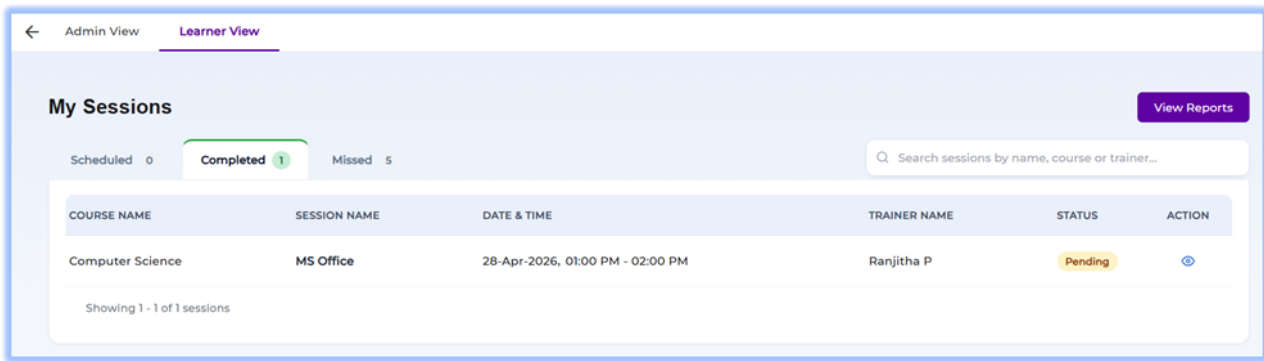 Admin View Learner View
My Sessions
View Reports
Scheduled 0 Completed 1 Missed 5
Search sessions by name, course or trainer...
COURSE NAME SESSION NAME DATE & TIME TRAINER NAME STATUS ACTION
Computer Science MS Office 28-Apr-2026, 01:00 PM - 02:00 PM Ranjitha P Pending
Showing 1 - 1 of 1 sessions